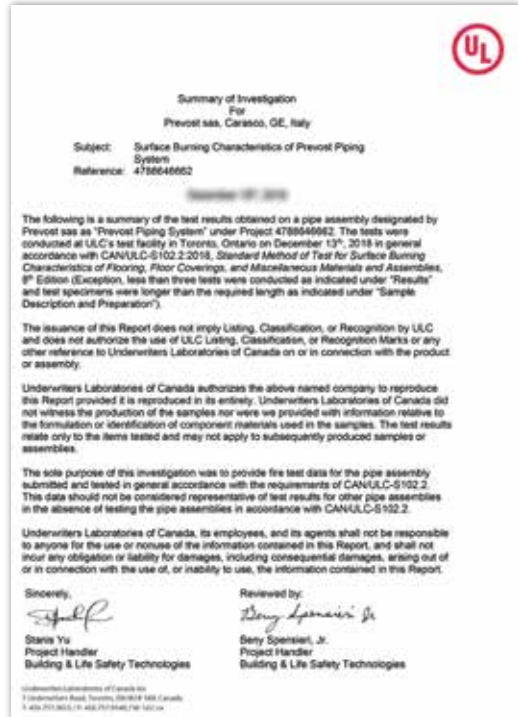 UL
Summary of Investigation
For
Prevost sas, Carasco, GE, Italy
Subject: Surface Burning Characteristics of Prevost Piping
System
Reference: 4788646662
The following is a summary of the test results obtained on a pipe assembly designated by
Prevost sas as "Prevost Piping System" under Project 4788646662. The tests were
conducted at ULC's test facility in Toronto, Ontario on December 13th, 2018 in general
accordance with CAN/ULC-S102.2:2018, Standard Method of Test for Surface Burning
Characteristics of Flooring, Floor Coverings, and Miscellaneous Materials and Assemblies,
8th Edition (Exception, less than three tests were conducted as indicated under "Results"
and test specimens were longer than the required length as indicated under "Sample
Description and Preparation").
The issuance of this Report does not imply Listing, Classification, or Recognition by ULC
and does not authorize the use of ULC Listing, Classification, or Recognition Marks or any
other reference to Underwriters Laboratories of Canada on or in connection with the product
or assembly.
Underwriters Laboratories of Canada authorizes the above named company to reproduce
this Report provided it is reproduced in its entirety. Underwriters Laboratories of Canada did
not witness the production of the samples nor were we provided with information relative to
the formulation or identification of component materials used in the samples. The test results
relate only to the items tested and may not apply to subsequently produced samples or
assemblies.
The sole purpose of this investigation was to provide fire test data for the pipe assembly
submitted and tested in general accordance with the requirements of CAN/ULC-S102.2.
This data should not be considered representative of test results for other pipe assemblies
in the absence of testing the pipe assemblies in accordance with CAN/ULC-S102.2.
Underwriters Laboratories of Canada, its employees, and its agents shall not be responsible
to anyone for the use or nonuse of the information contained in this Report, and shall not
incur any obligation or liability for damages, including consequential damages, arising out of
or in connection with the use of, or inability to use, the information contained in this Report.
Sincerely, Reviewed by:
Beny Spensieri Jr
Stanis Yu Beny Spensieri, Jr.
Project Handler Project Handler
Building & Life Safety Technologies Building & Life Safety Technologies
Underwriters Laboratories of Canada Inc
7 Underwriters Road, Toronto, Canada